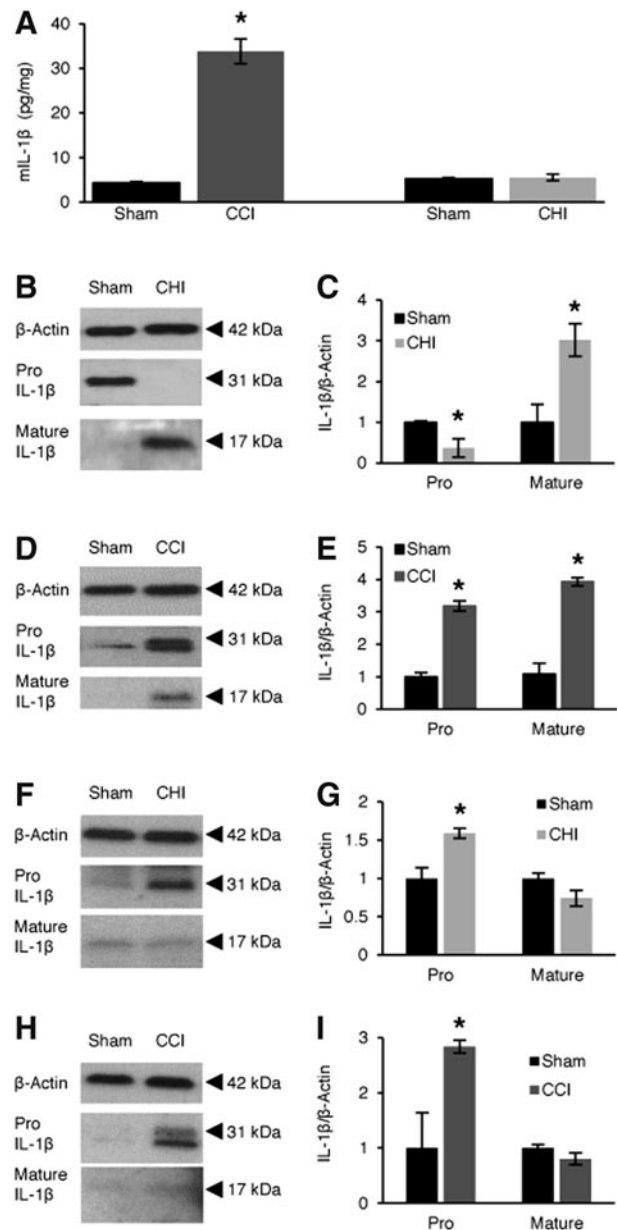 A
mIL-1β (pg/mg)
40
30
20
10
0
*
Sham
CCI
Sham
CHI
B
Sham CHI
β-Actin
42 kDa
Pro
IL-1β
31 kDa
Mature
IL-1β
17 kDa
C
IL-1β/β-Actin
4
3
2
1
0
Sham
CHI
*
*
Pro
Mature
D
Sham CCI
β-Actin
42 kDa
Pro
IL-1β
31 kDa
Mature
IL-1β
17 kDa
E
IL-1β/β-Actin
5
4
3
2
1
0
Sham
CCI
*
*
Pro
Mature
F
Sham CHI
β-Actin
42 kDa
Pro
IL-1β
31 kDa
Mature
IL-1β
17 kDa
G
IL-1β/β-Actin
2
1.5
1
0.5
0
Sham
CHI
*
Pro
Mature
H
Sham CCI
β-Actin
42 kDa
Pro
IL-1β
31 kDa
Mature
IL-1β
17 kDa
I
IL-1β/β-Actin
3
2
1
0
Sham
CCI
*
Pro
Mature